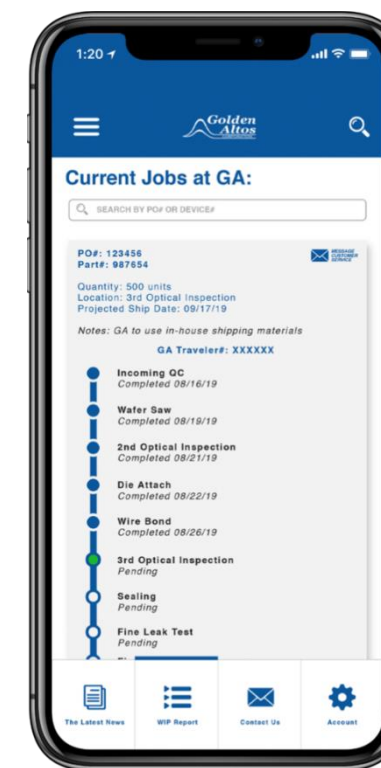 1:20
Golden
Altos
Current Jobs at GA:
SEARCH BY PO# OR DEVICE#
PO#: 123456
Part#: 987654
MESSAGE
CUSTOMER
SERVICE
Quantity: 500 units
Location: 3rd Optical Inspection
Projected Ship Date: 09/17/19
Notes: GA to use in-house shipping materials
GA Traveler#: XXXXXX
Incoming QC
Completed 08/16/19
Wafer Saw
Completed 08/19/19
2nd Optical Inspection
Completed 08/21/19
Die Attach
Completed 08/22/19
Wire Bond
Completed 08/26/19
3rd Optical Inspection
Pending
Sealing
Pending
Fine Leak Test
Pending
The Latest News
WIP Report
Contact Us
Account